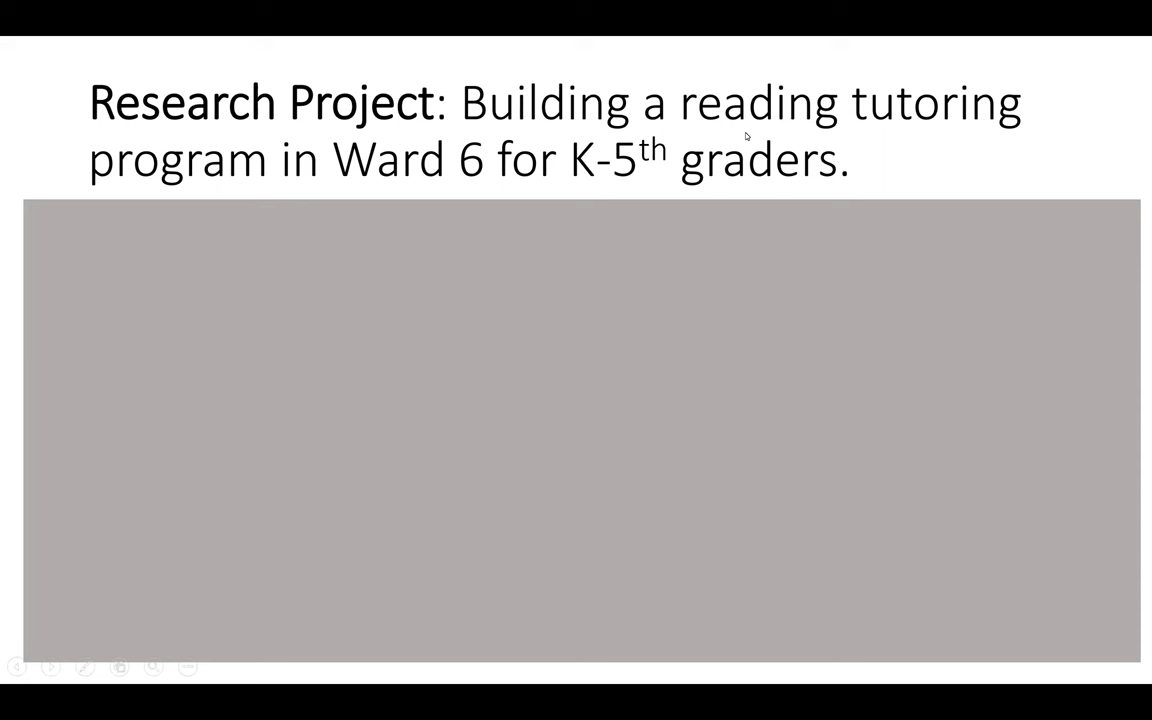 Research Project: Building a reading tutoring
program in Ward 6 for K-5th graders.